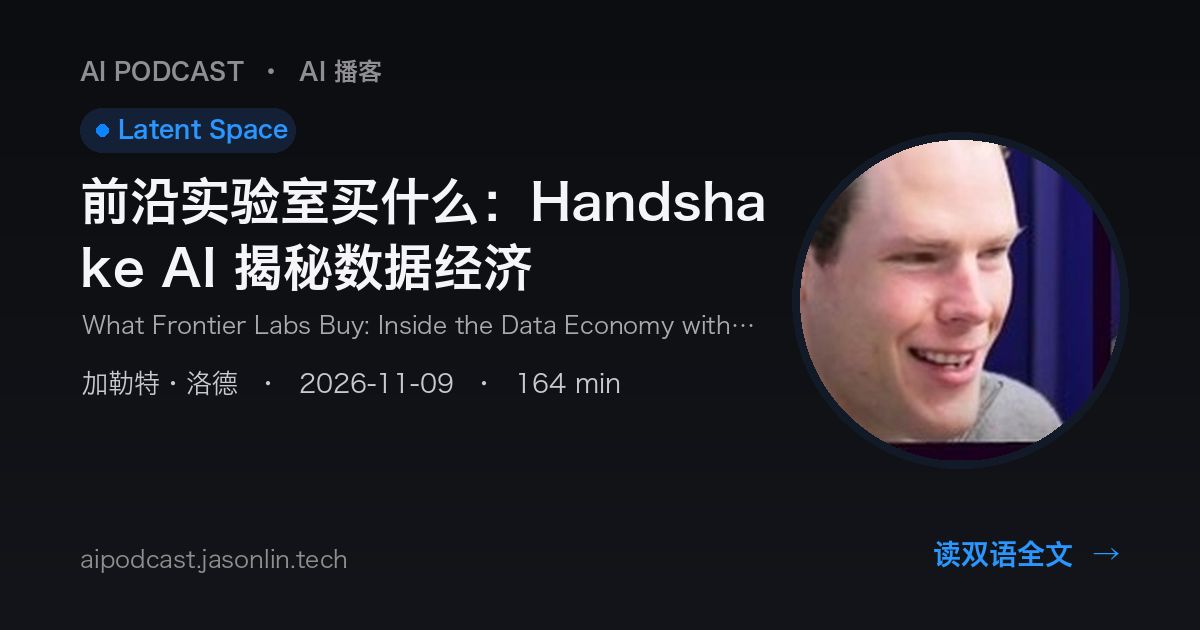 AI PODCAST · AI 播客
Latent Space
前沿实验室买什么：Handsha
ke AI 揭秘数据经济
What Frontier Labs Buy: Inside the Data Economy with…
加勒特·洛德 · 2026-11-09 · 164 min
aipodcast.jasonlin.tech
读双语全文 →